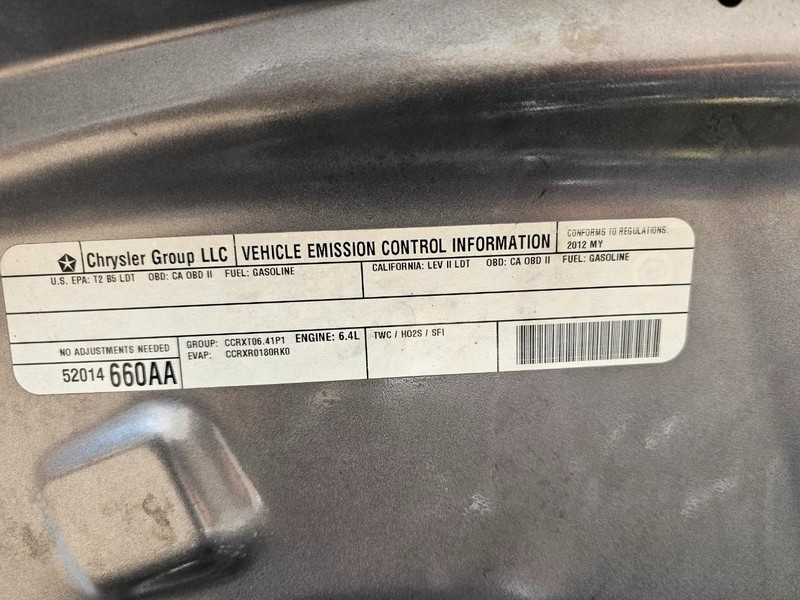 Chrysler Group LLC VEHICLE EMISSION CONTROL INFORMATION CONFORMS TO REGULATIONS:
2012 MY
U.S. EPA: T2 B5 LDT OBD: CA OBD II FUEL: GASOLINE CALIFORNIA: LEV II LDT OBD: CA OBD II FUEL: GASOLINE
NO ADJUSTMENTS NEEDED
52014 660AA
GROUP: CCRXT06.41P1 ENGINE: 6.4L
EVAP: CCRXR0180RK0
TWC / HO2S / SFI